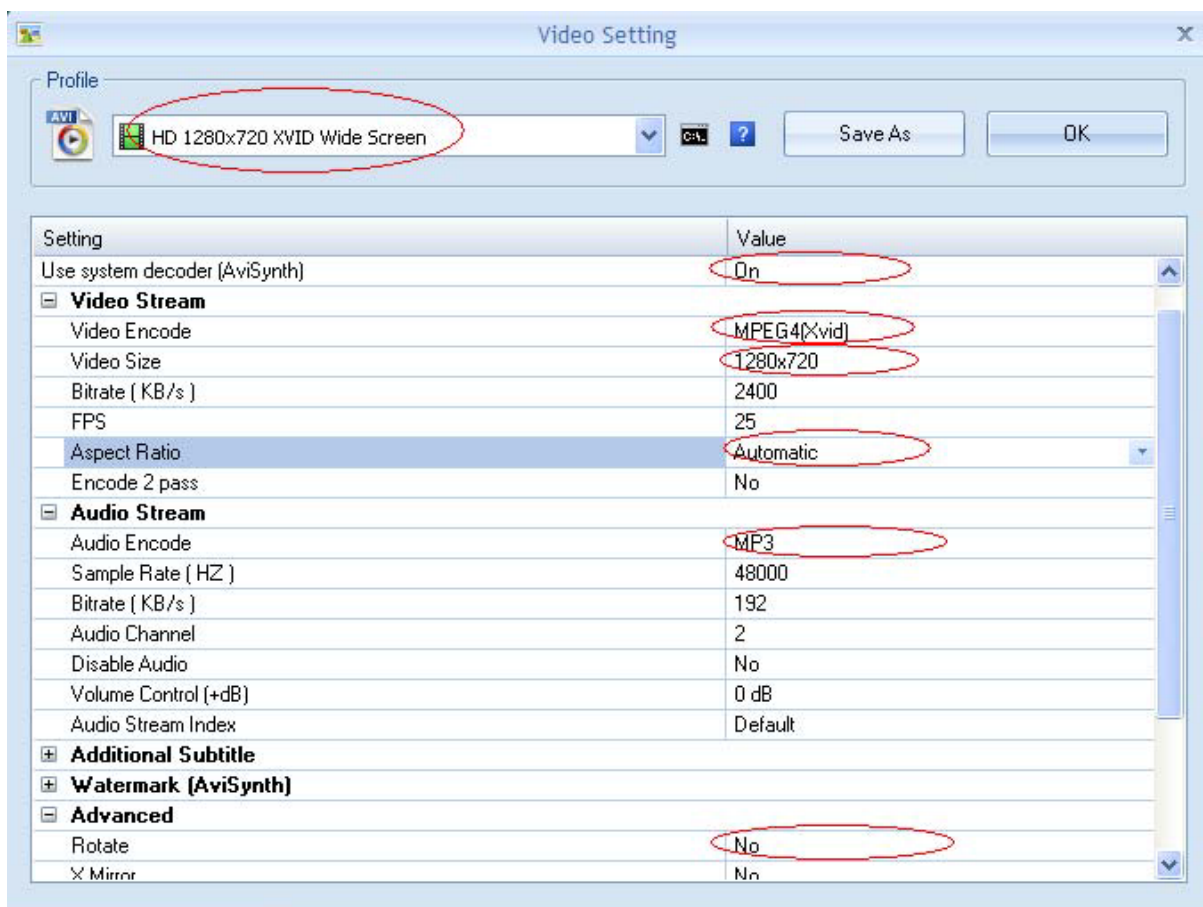 Video Setting
Profile
AVI
HD 1280x720 XVID Wide Screen
C:\.
?
Save As
OK
Setting Value
Use system decoder (AviSynth) On
Video Stream
Video Encode MPEG4(Xvid)
Video Size 1280x720
Bitrate ( KB/s ) 2400
FPS 25
Aspect Ratio Automatic
Encode 2 pass No
Audio Stream
Audio Encode MP3
Sample Rate ( HZ ) 48000
Bitrate ( KB/s ) 192
Audio Channel 2
Disable Audio No
Volume Control (+dB) 0 dB
Audio Stream Index Default
Additional Subtitle
Watermark (AviSynth)
Advanced
Rotate No
X Mirror No